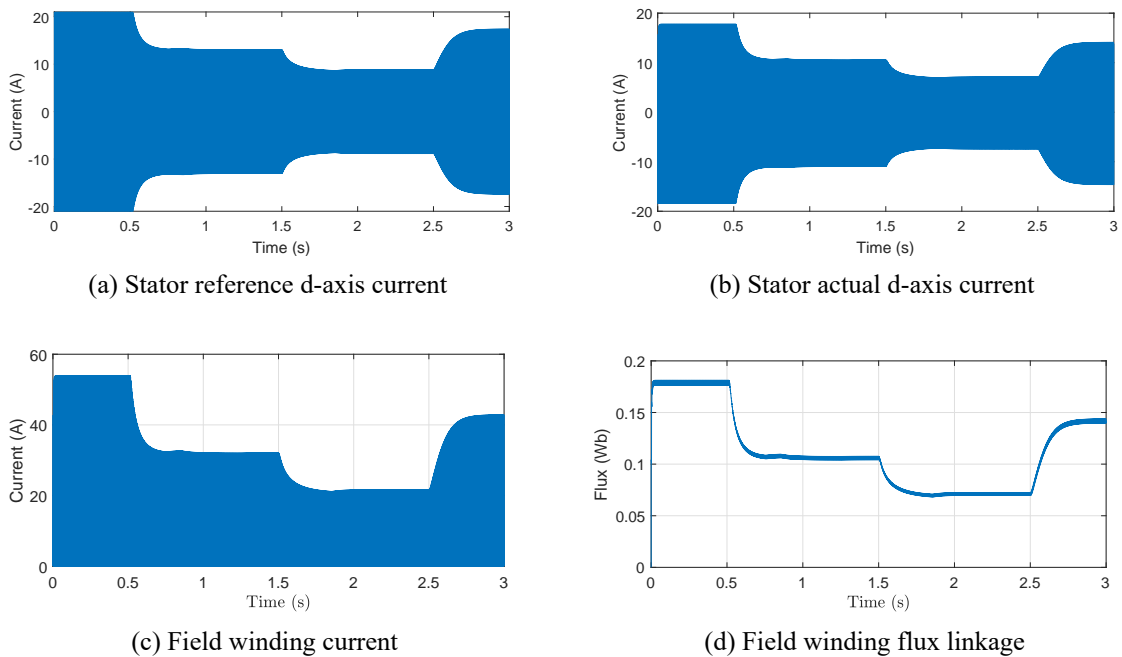 20
10
0
-10
-20
Current (A)
0 0.5 1 1.5 2 2.5 3
Time (s)
(a) Stator reference d-axis current
20
10
0
-10
-20
Current (A)
0 0.5 1 1.5 2 2.5 3
Time (s)
(b) Stator actual d-axis current
60
40
20
0
Current (A)
0 0.5 1 1.5 2 2.5 3
Time (s)
(c) Field winding current
0.2
0.15
0.1
0.05
0
Flux (Wb)
0 0.5 1 1.5 2 2.5 3
Time (s)
(d) Field winding flux linkage